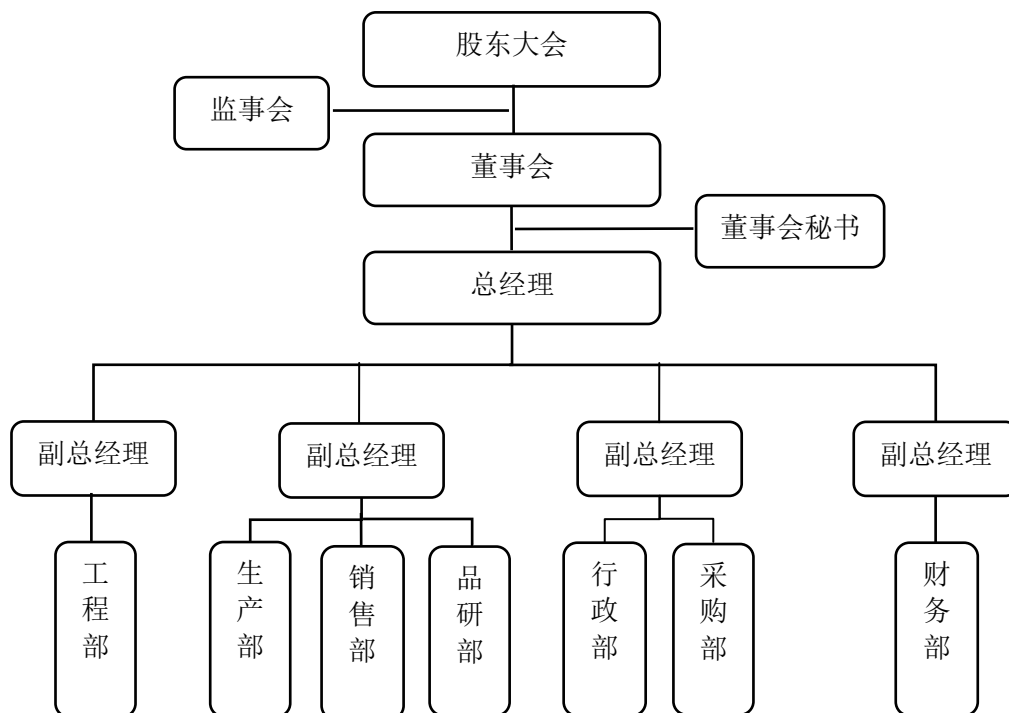 股东大会
监事会
董事会
董事会秘书
总经理
副总经理
副总经理
副总经理
副总经理
工程部
生产部
销售部
品研部
行政部
采购部
财务部